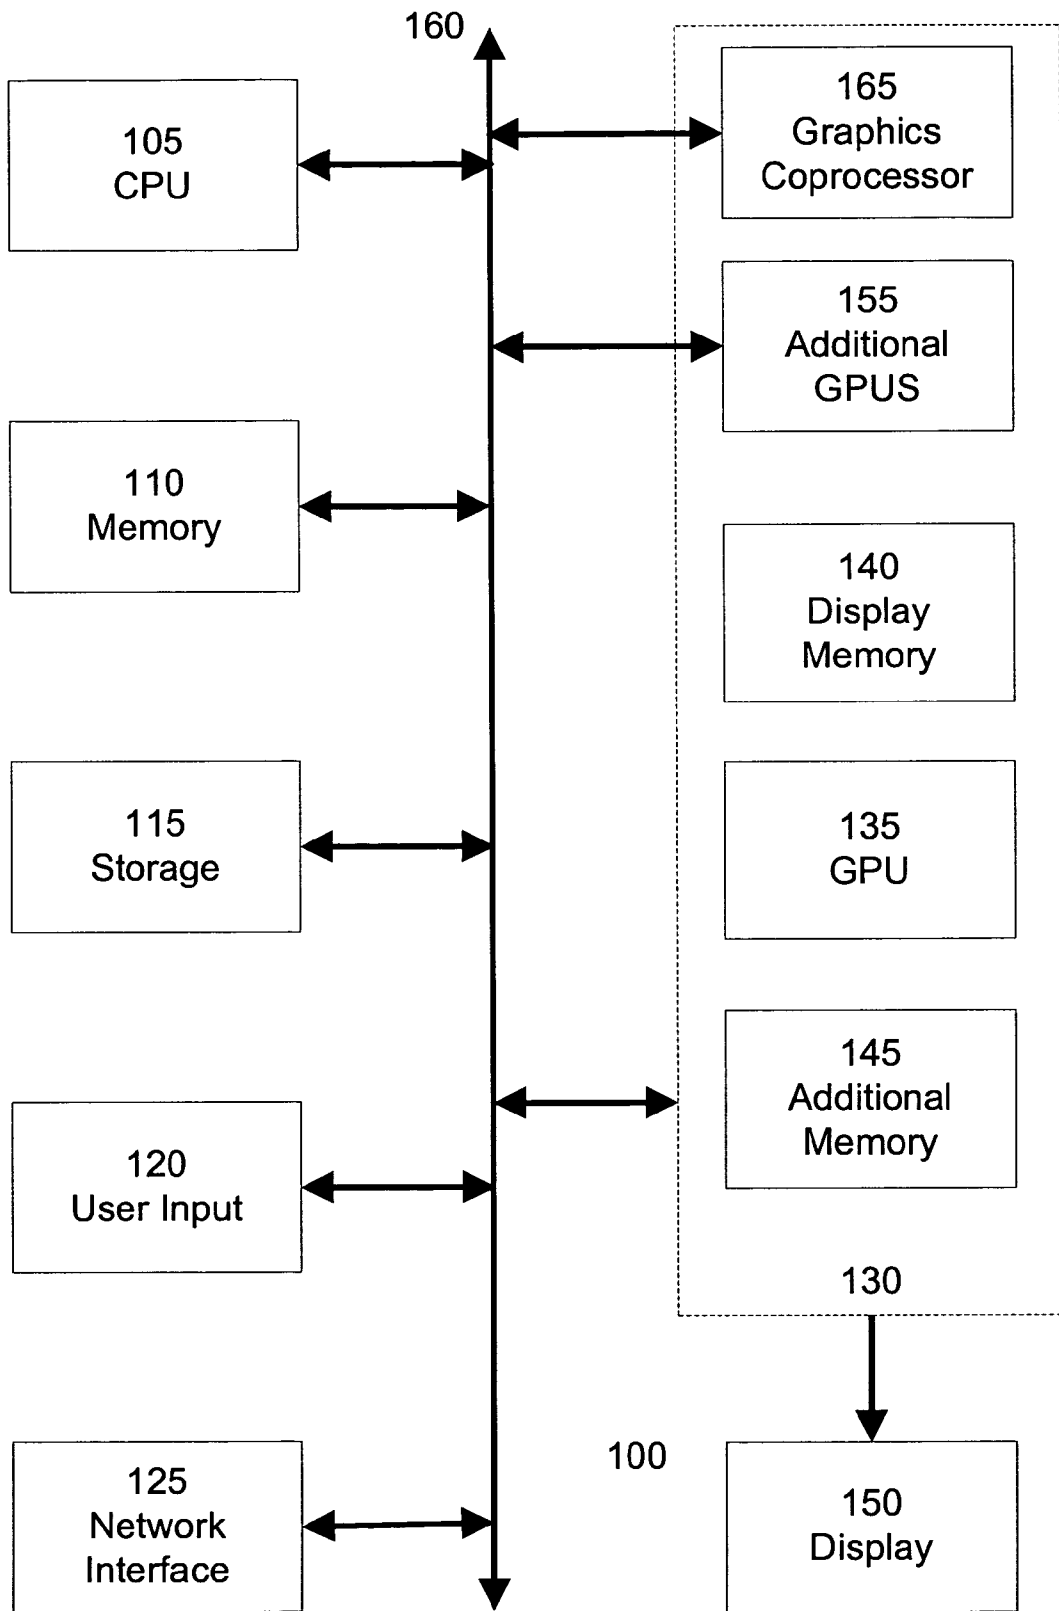 160
105
CPU
110
Memory
115
Storage
120
User Input
125
Network
Interface
165
Graphics
Coprocessor
155
Additional
GPUS
140
Display
Memory
135
GPU
145
Additional
Memory
130
100
150
Display